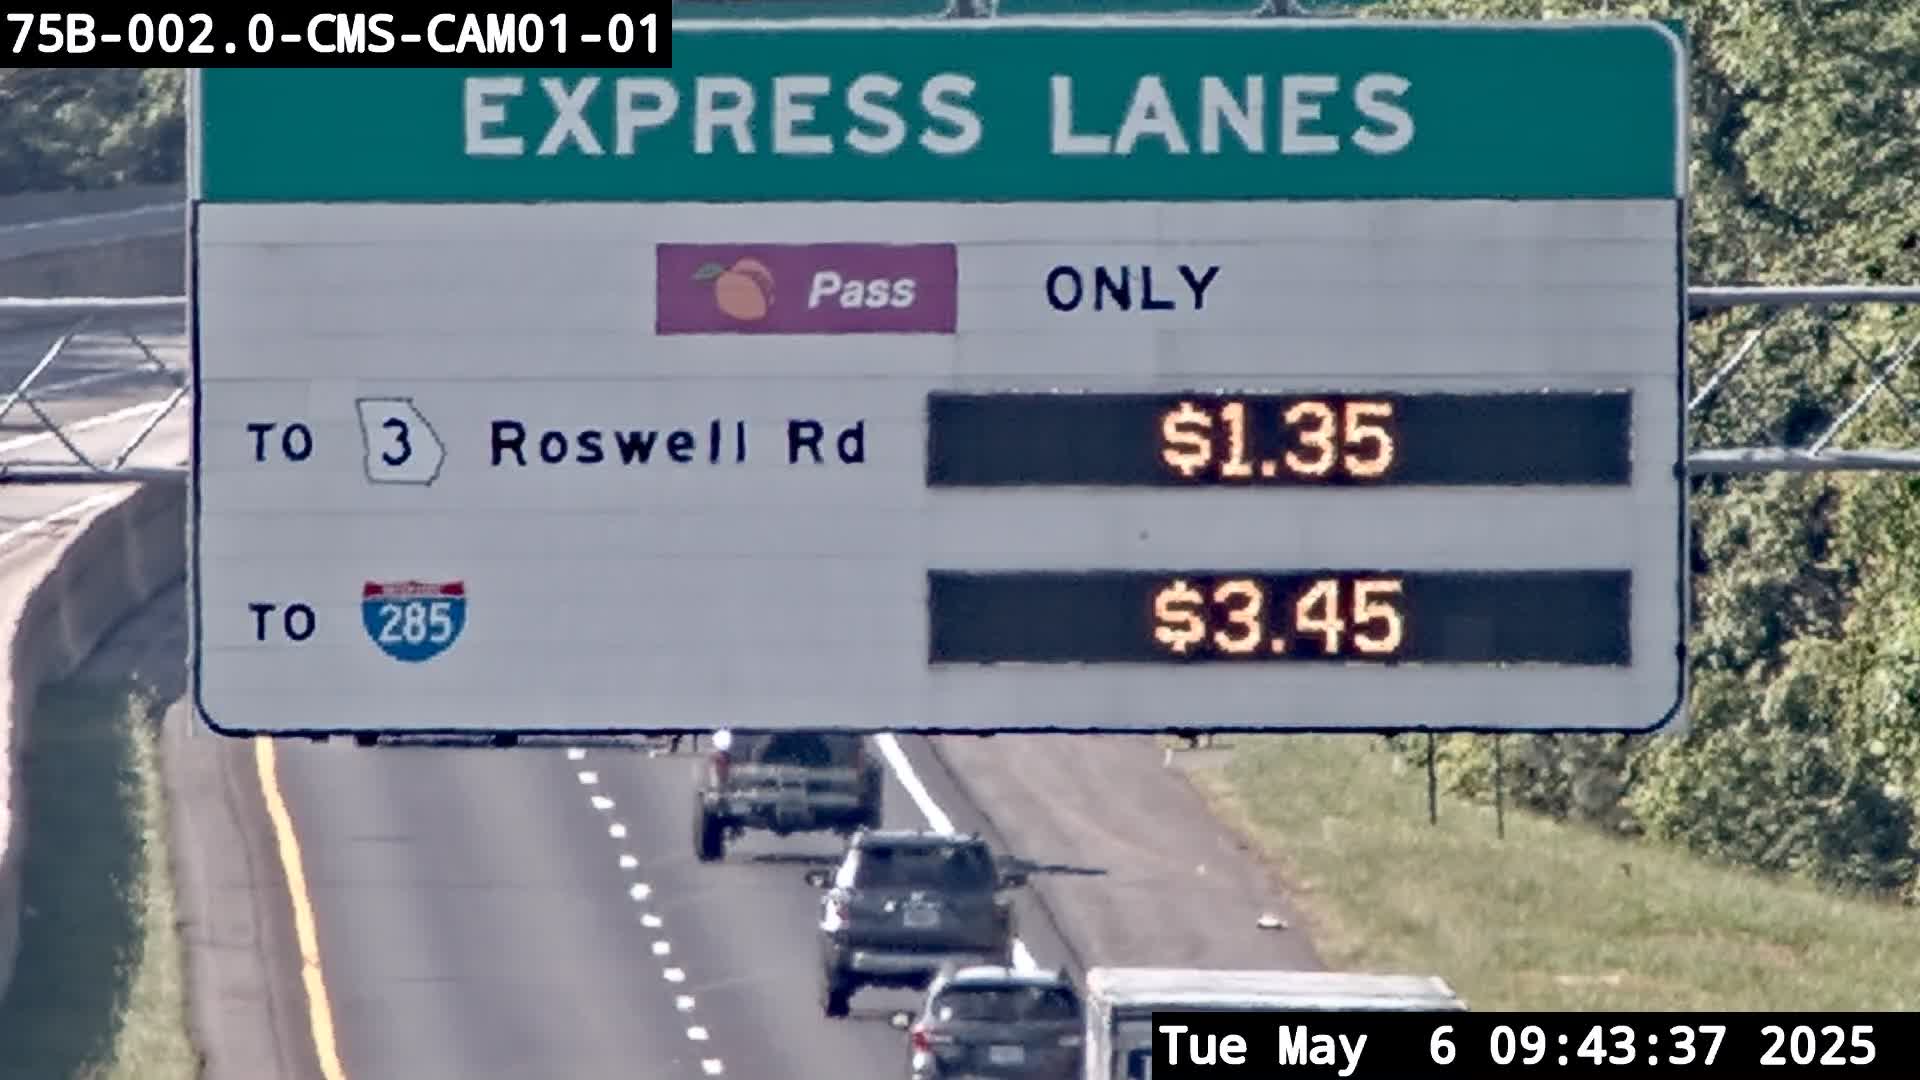 75B-002.0-CMS-CAM01-01
EXPRESS LANES
Pass ONLY
TO 3 Roswell Rd $1.35
TO 285 $3.45
Tue May 6 09:43:37 2025